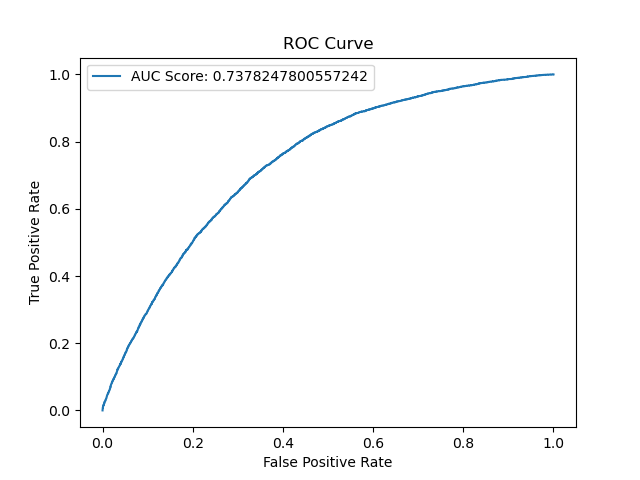 ROC Curve
AUC Score: 0.7378247800557242
1.0
0.8
0.6
0.4
0.2
0.0
True Positive Rate
0.0 0.2 0.4 0.6 0.8 1.0
False Positive Rate